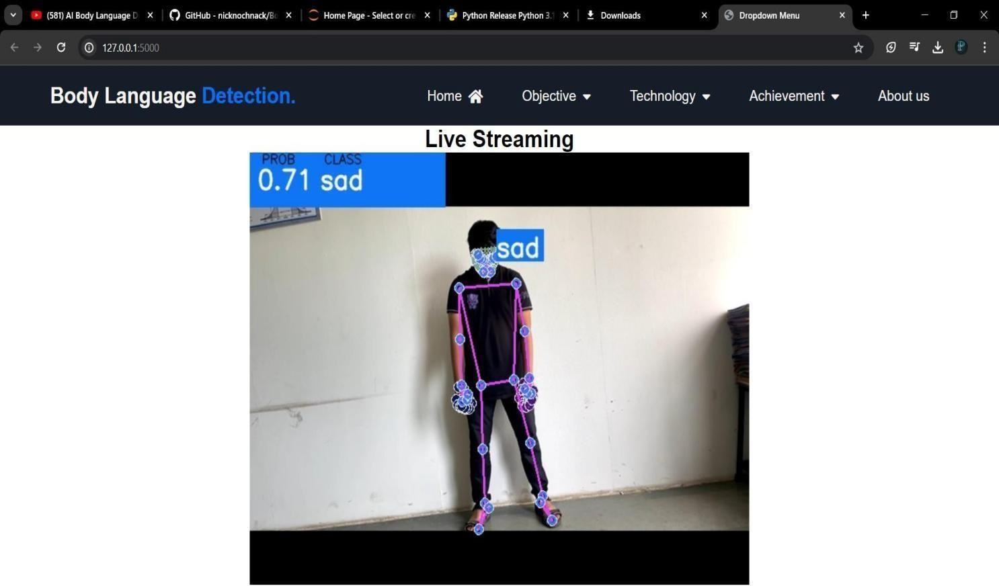 (581) AI Body Language D
GitHub - nicknochnack/Bo
Home Page - Select or cre
Python Release Python 3.1
Downloads
Dropdown Menu
127.0.0.1:5000
Body Language Detection.
Home
Objective
Technology
Achievement
About us
Live Streaming
PROB CLASS
0.71 sad
sad